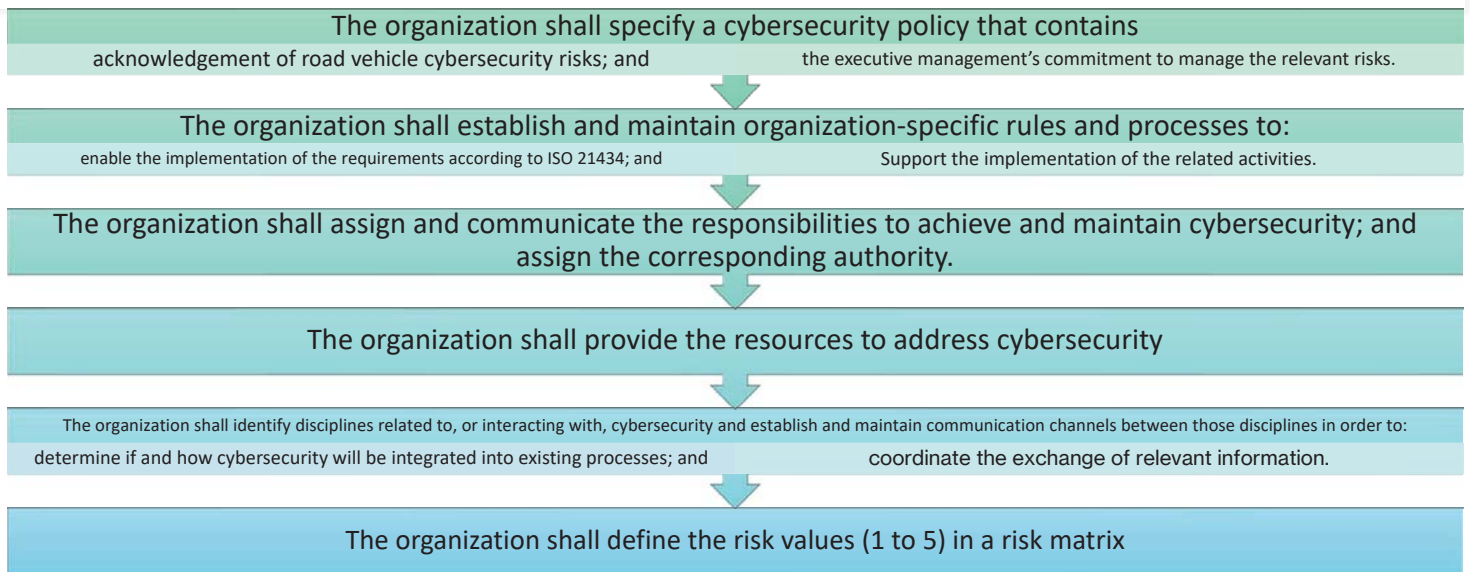 The organization shall specify a cybersecurity policy that contains
acknowledgement of road vehicle cybersecurity risks; and
the executive management’s commitment to manage the relevant risks.
The organization shall establish and maintain organization-specific rules and processes to:
enable the implementation of the requirements according to ISO 21434; and
Support the implementation of the related activities.
The organization shall assign and communicate the responsibilities to achieve and maintain cybersecurity; and
assign the corresponding authority.
The organization shall provide the resources to address cybersecurity
The organization shall identify disciplines related to, or interacting with, cybersecurity and establish and maintain communication channels between those disciplines in order to:
determine if and how cybersecurity will be integrated into existing processes; and
coordinate the exchange of relevant information.
The organization shall define the risk values (1 to 5) in a risk matrix